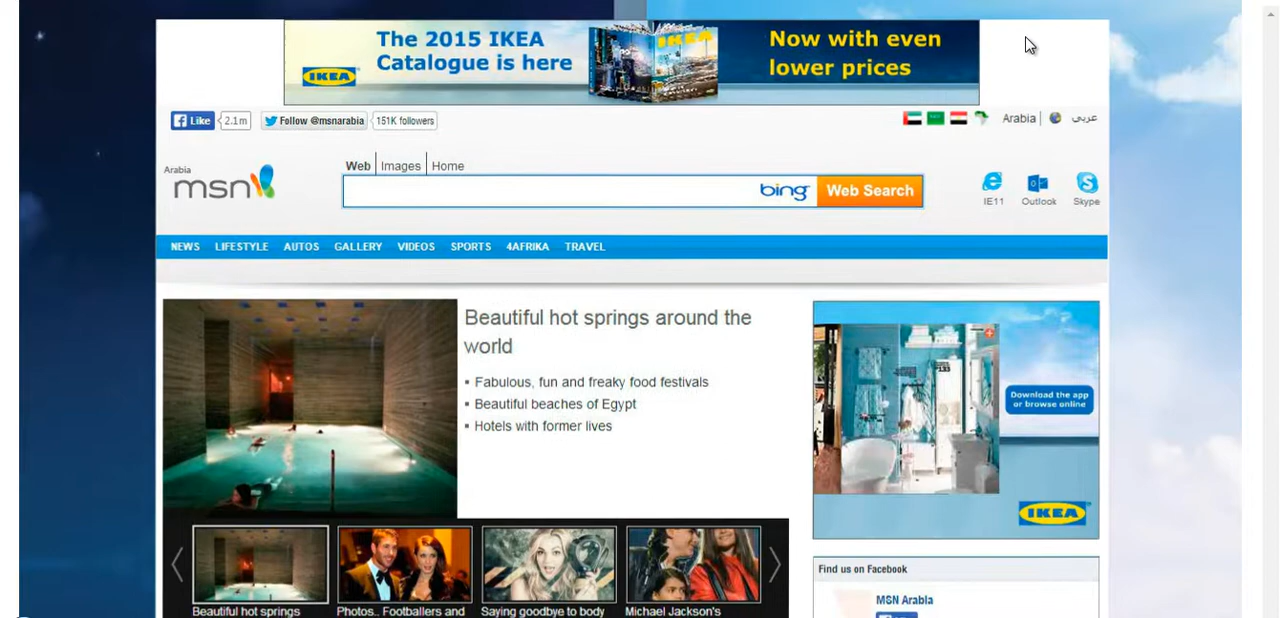 The 2015 IKEA
Catalogue is here
IKEA
IKEA
Now with even
lower prices
Like
2.1m
Follow @msnarabia
151K followers
Arabia
عربي
Arabia
msn
Web
Images
Home
bing
Web Search
IE11
Outlook
Skype
NEWS
LIFESTYLE
AUTOS
GALLERY
VIDEOS
SPORTS
4AFRIKA
TRAVEL
Beautiful hot springs around the
world
Fabulous, fun and freaky food festivals
Beautiful beaches of Egypt
Hotels with former lives
Download the app
or browse online
IKEA
Beautiful hot springs
Photos.. Footballers and
Saying goodbye to body
Michael Jackson's
Find us on Facebook
MSN Arabia